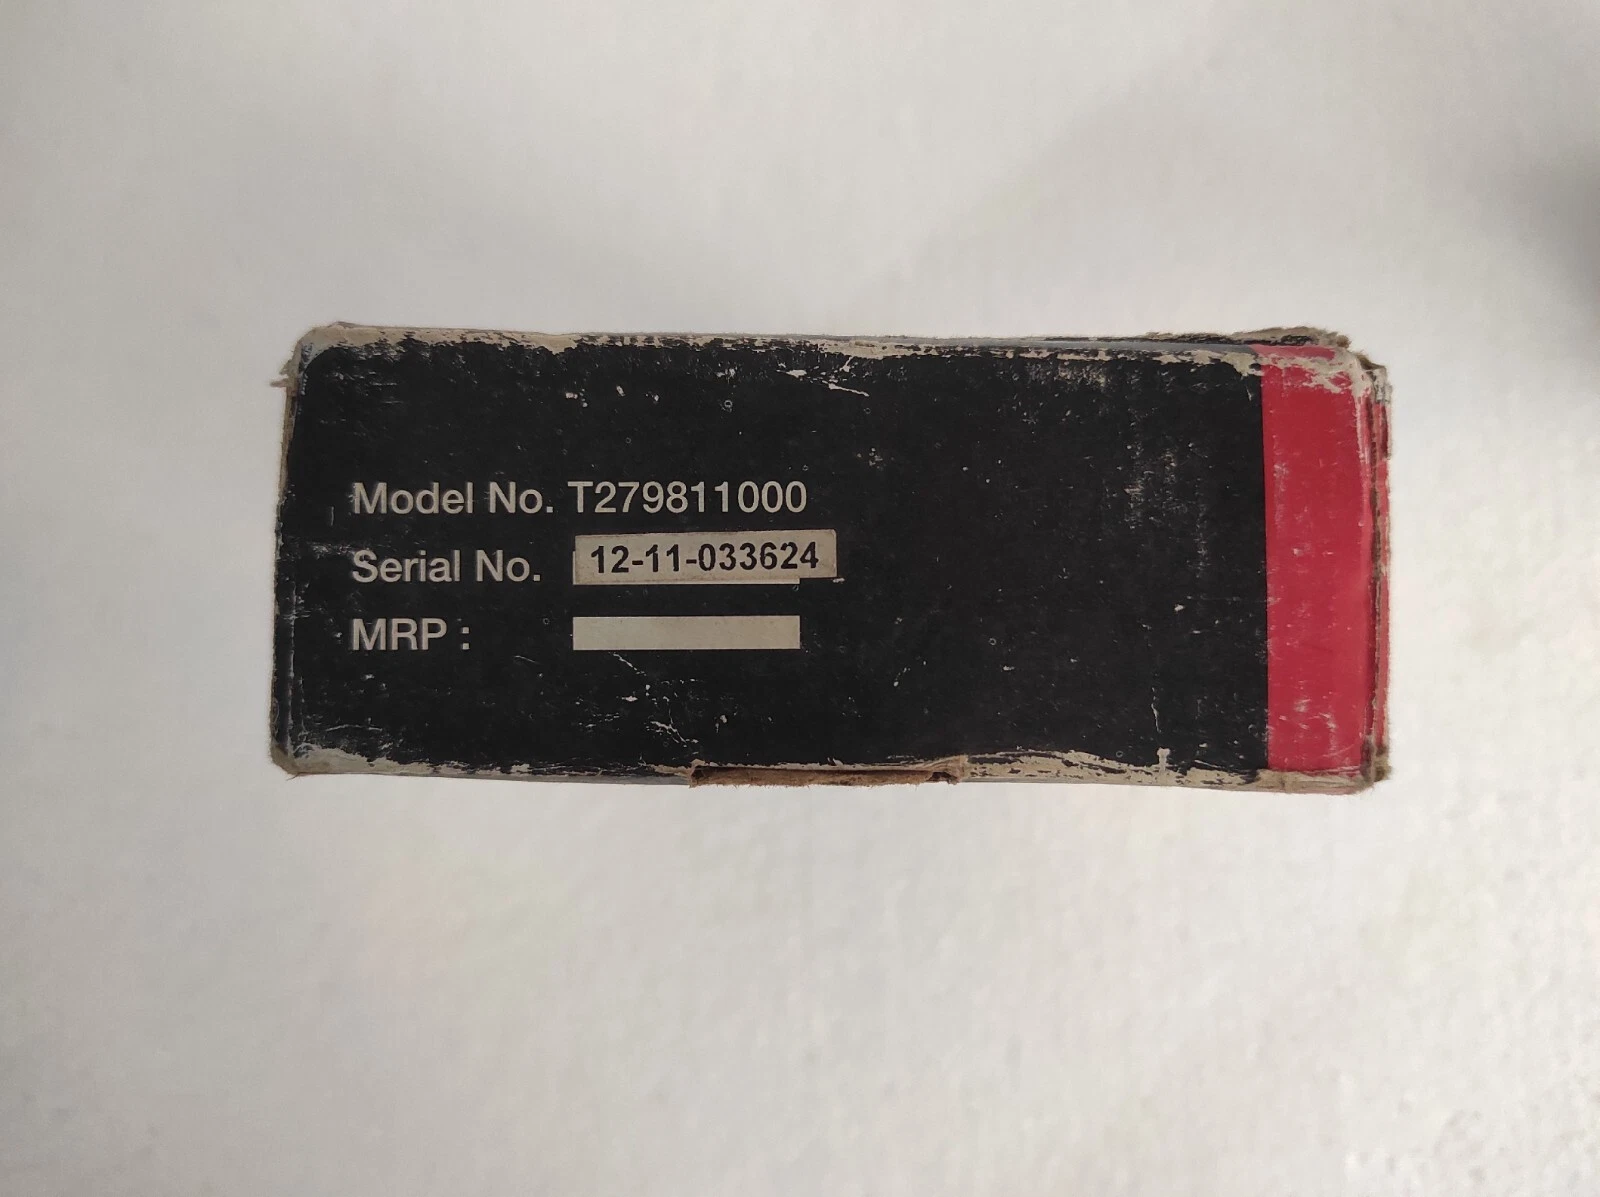 Model No. T279811000
Serial No. 12-11-033624
MRP :